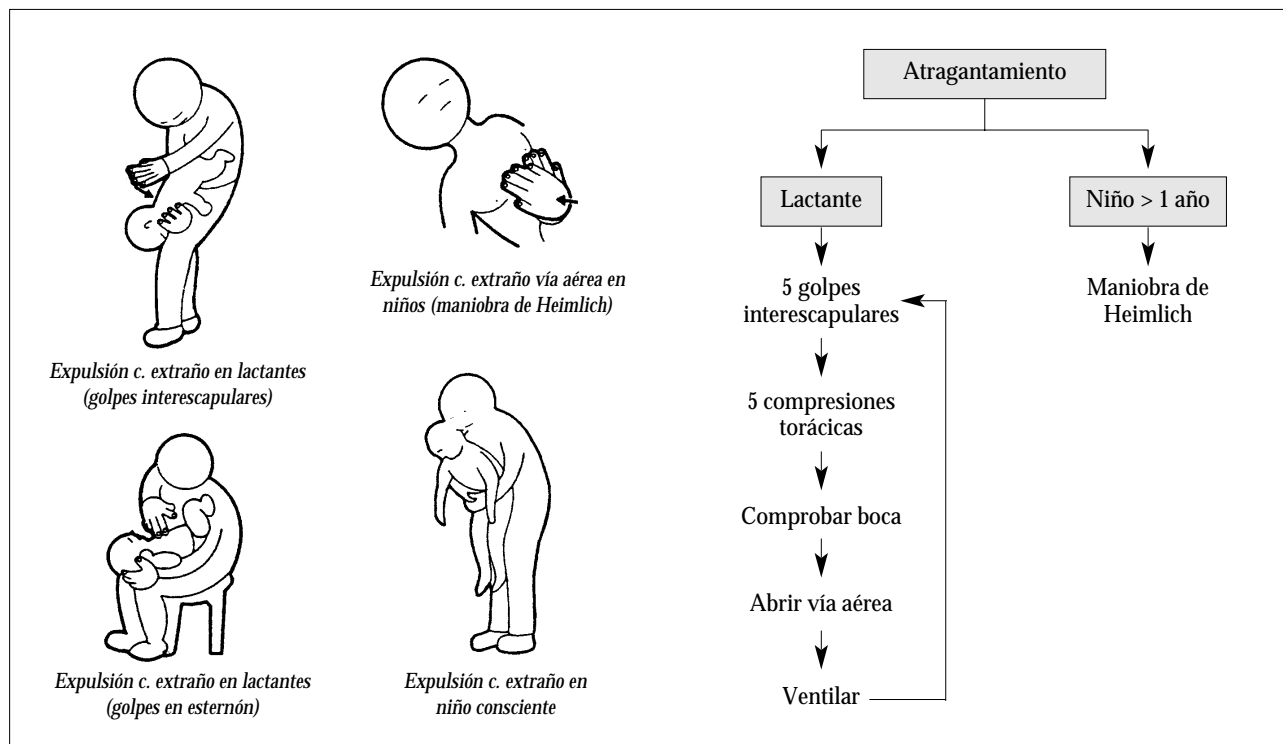 Expulsión c. extraño en lactantes
(golpes interescapulares)
Expulsión c. extraño vía aérea en
niños (maniobra de Heimlich)
Expulsión c. extraño en lactantes
(golpes en esternón)
Expulsión c. extraño en
niño consciente
Atragantamiento
Lactante
Niño > 1 año
5 golpes
interescapulares
Maniobra de
Heimlich
5 compresiones
torácicas
Comprobar boca
Abrir vía aérea
Ventilar